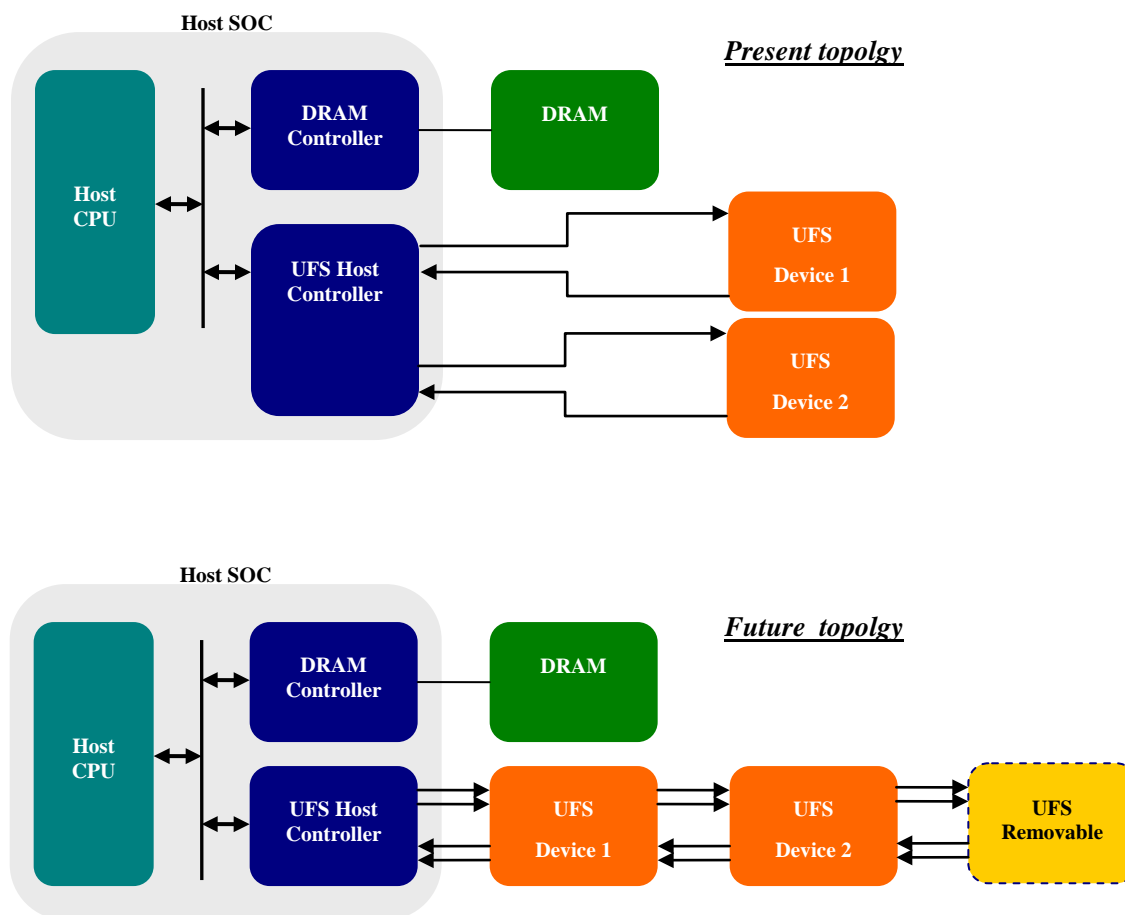 Host SOC
Present topolgy
DRAM
Controller
DRAM
Host
CPU
UFS Host
Controller
UFS
Device 1
UFS
Device 2
Host SOC
Future topolgy
DRAM
Controller
DRAM
Host
CPU
UFS Host
Controller
UFS
Device 1
UFS
Device 2
UFS
Removable